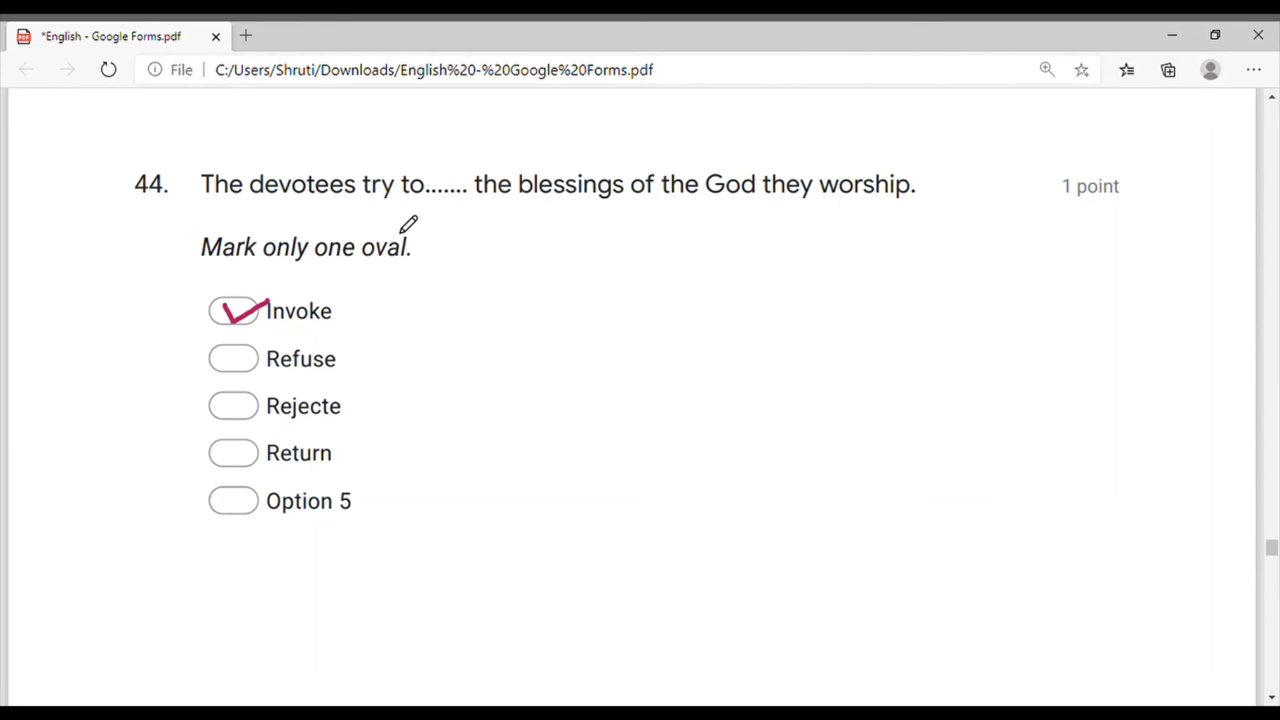 *English - Google Forms.pdf
File
C:/Users/Shruti/Downloads/English%20-%20Google%20Forms.pdf
44. The devotees try to....... the blessings of the God they worship. 1 point
Mark only one oval.
Invoke
Refuse
Rejecte
Return
Option 5